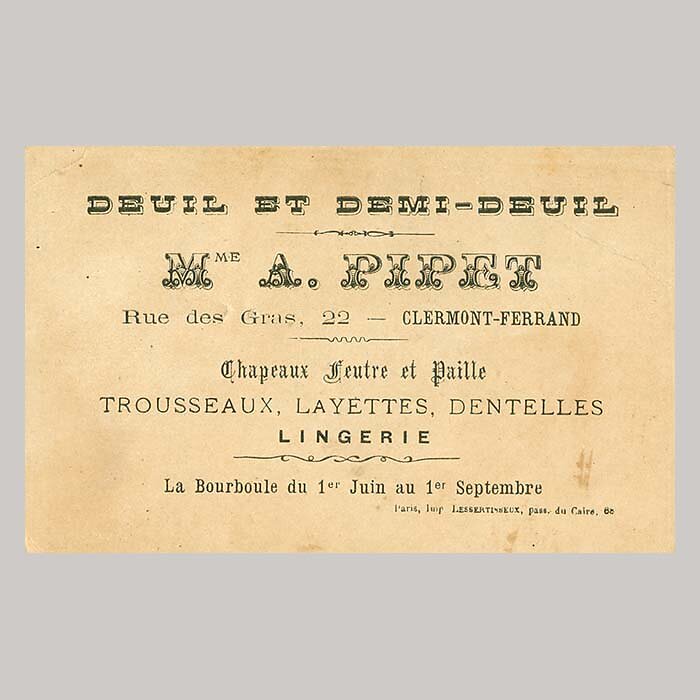 DEUIL ET DEMI-DEUIL
MME A. PIPET
Rue des Gras, 22 — CLERMONT-FERRAND
Chapeaux Feutre et Paille
TROUSSEAUX, LAYETTES, DENTELLES
LINGERIE
La Bourboule du 1er Juin au 1er Septembre
Paris, Imp LESSERTISSEUX, pass. du Caire,